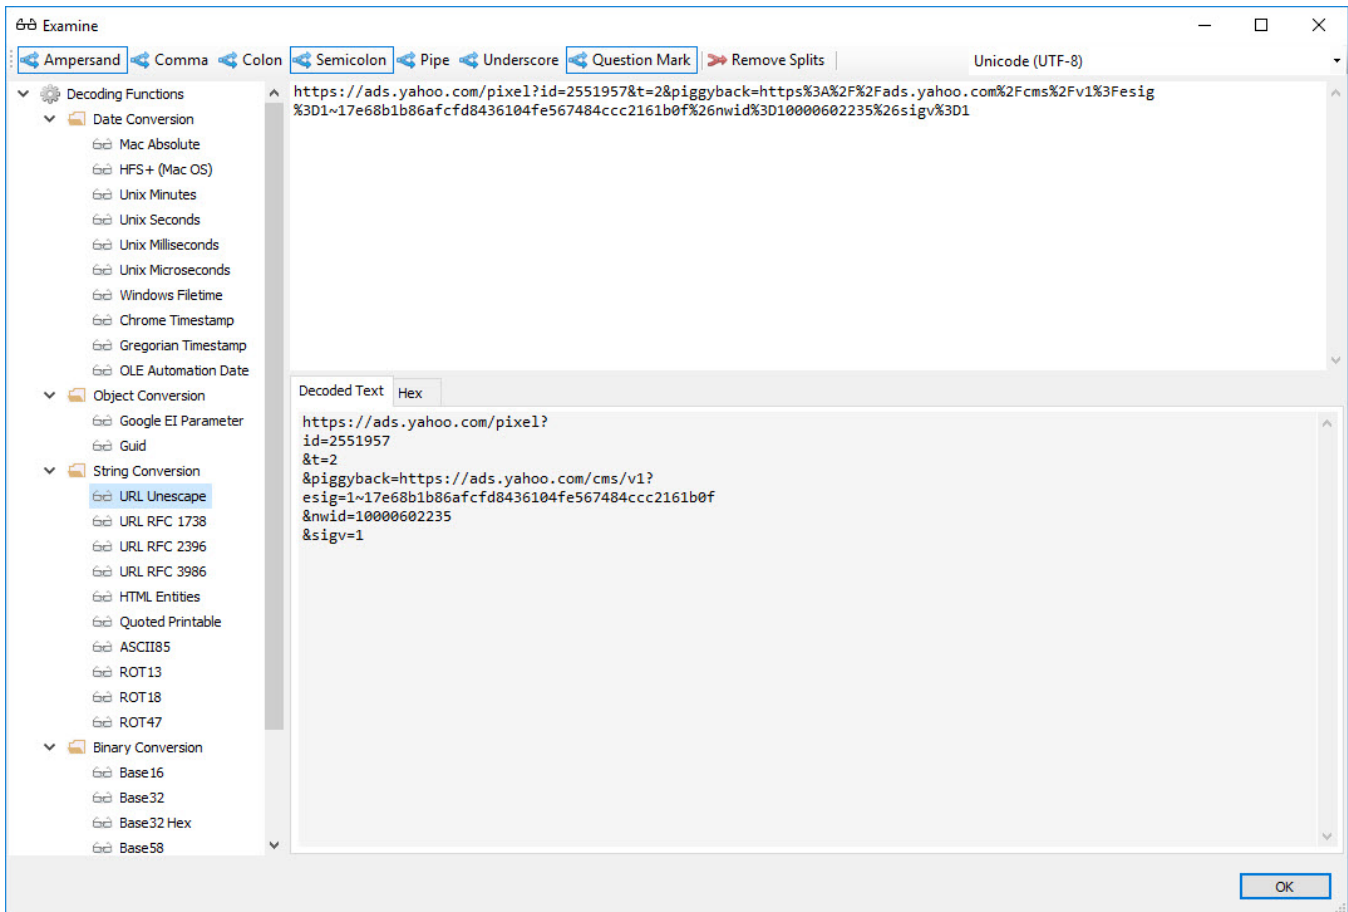 Examine
Ampersand Comma Colon Semicolon Pipe Underscore Question Mark Remove Splits Unicode (UTF-8)
Decoding Functions
Date Conversion
Mac Absolute
HFS+ (Mac OS)
Unix Minutes
Unix Seconds
Unix Milliseconds
Unix Microseconds
Windows Filetime
Chrome Timestamp
Gregorian Timestamp
OLE Automation Date
Object Conversion
Google EI Parameter
Guid
String Conversion
URL Unescape
URL RFC 1738
URL RFC 2396
URL RFC 3986
HTML Entities
Quoted Printable
ASCII85
ROT13
ROT18
ROT47
Binary Conversion
Base16
Base32
Base32 Hex
Base58
https://ads.yahoo.com/pixel?id=2551957&t=2&piggyback=https%3A%2F%2Fads.yahoo.com%2Fcms%2Fv1%3Fesig
%3D1~17e68b1b86afcfd8436104fe567484ccc2161b0f%26nwid%3D10000602235%26sigv%3D1
Decoded Text Hex
https://ads.yahoo.com/pixel?
id=2551957
&t=2
&piggyback=https://ads.yahoo.com/cms/v1?
esig=1~17e68b1b86afcfd8436104fe567484ccc2161b0f
&nwid=10000602235
&sigv=1
OK